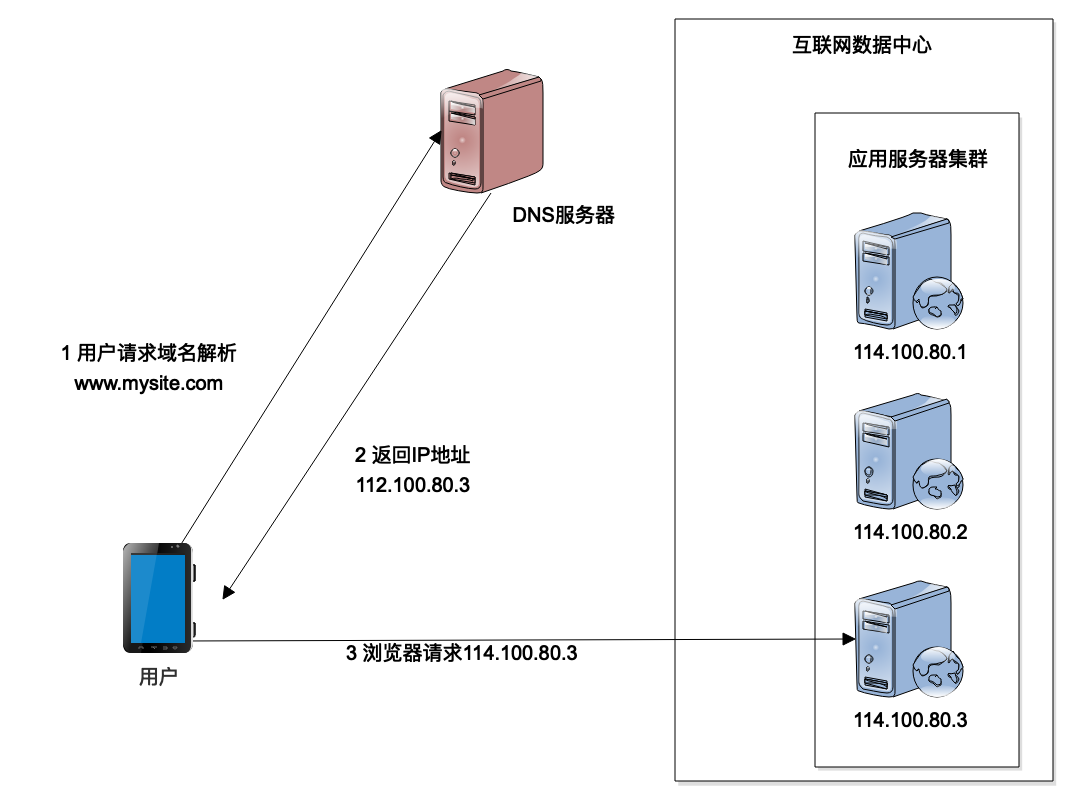 互联网数据中心
应用服务器集群
DNS服务器
114.100.80.1
1 用户请求域名解析
www.mysite.com
2 返回IP地址
112.100.80.3
114.100.80.2
3 浏览器请求114.100.80.3
用户
114.100.80.3